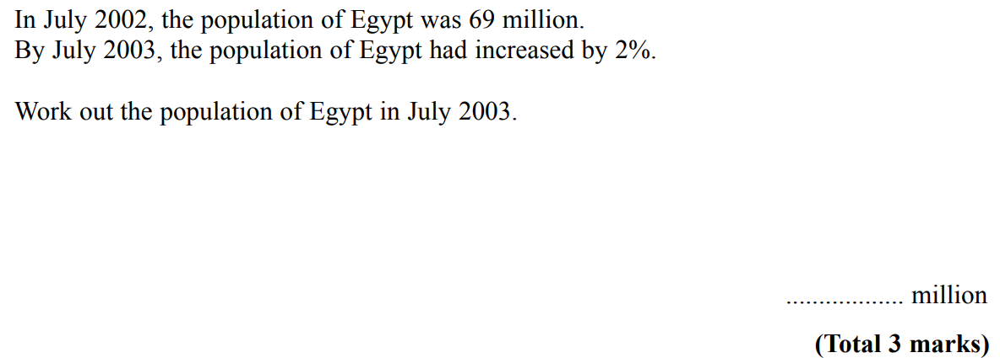 In July 2002, the population of Egypt was 69 million.
By July 2003, the population of Egypt had increased by 2%.
Work out the population of Egypt in July 2003.
.................. million
(Total 3 marks)